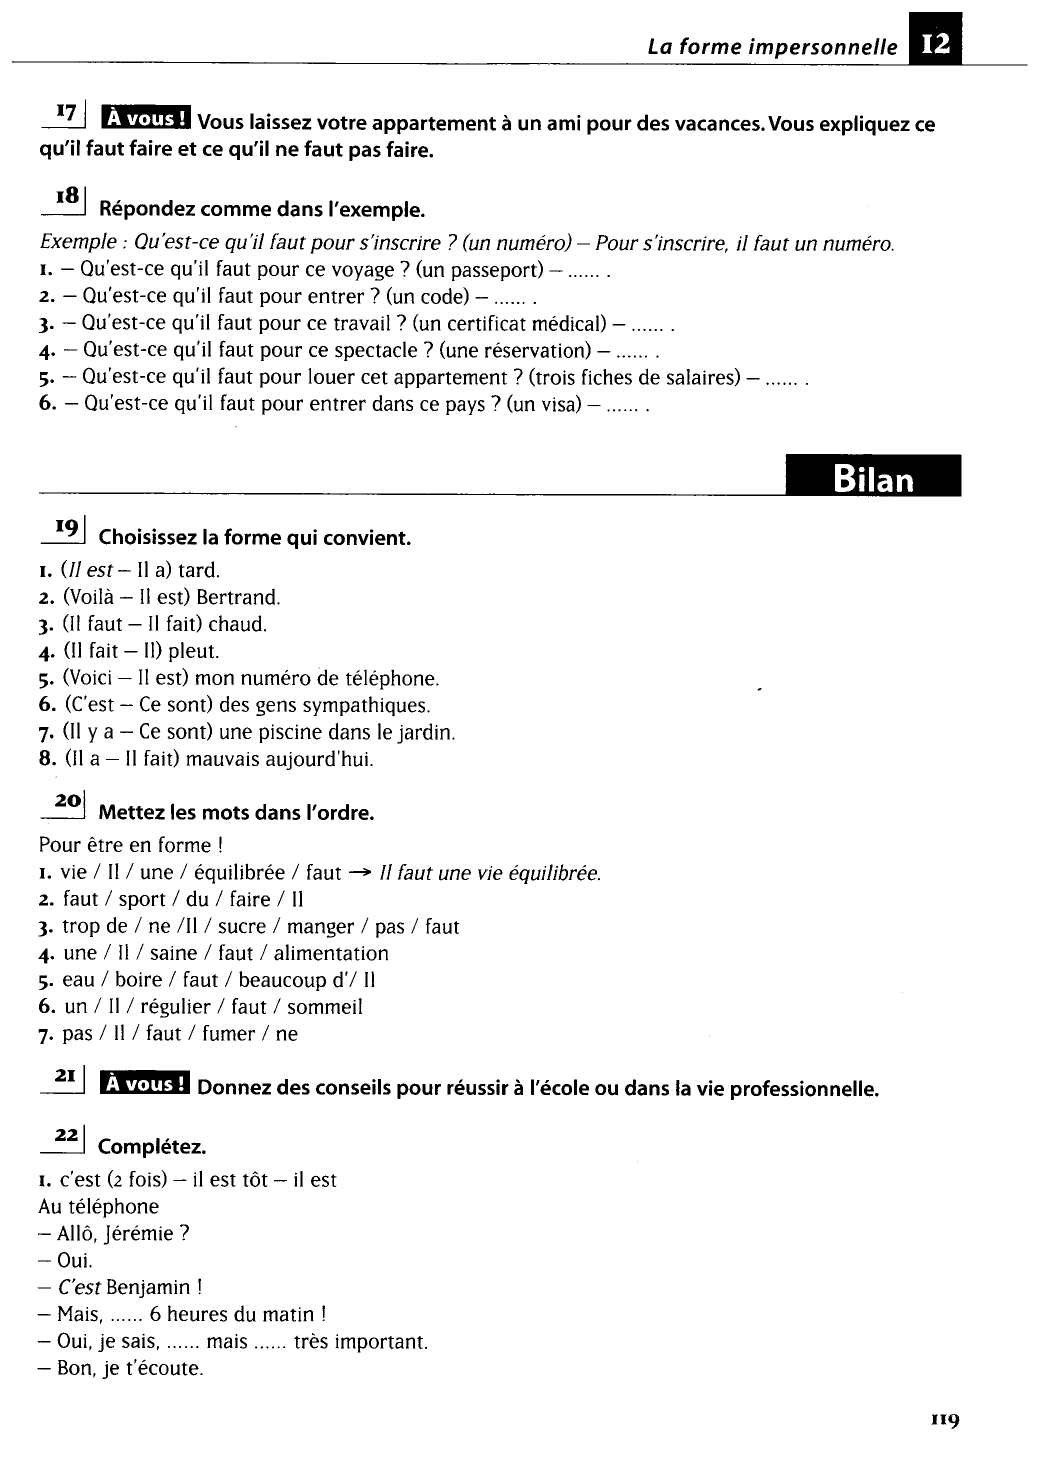 La forme impersonnelle 12
17 À vous ! Vous laissez votre appartement à un ami pour des vacances. Vous expliquez ce
qu'il faut faire et ce qu'il ne faut pas faire.
18 Répondez comme dans l'exemple.
Exemple : Qu'est-ce qu'il faut pour s'inscrire ? (un numéro) – Pour s'inscrire, il faut un numéro.
1. – Qu'est-ce qu'il faut pour ce voyage ? (un passeport) – ...... .
2. – Qu'est-ce qu'il faut pour entrer ? (un code) – ...... .
3. – Qu'est-ce qu'il faut pour ce travail ? (un certificat médical) – ...... .
4. – Qu'est-ce qu'il faut pour ce spectacle ? (une réservation) – ...... .
5. – Qu'est-ce qu'il faut pour louer cet appartement ? (trois fiches de salaires) – ...... .
6. – Qu'est-ce qu'il faut pour entrer dans ce pays ? (un visa) – ...... .
Bilan
19 Choisissez la forme qui convient.
1. (Il est – Il a) tard.
2. (Voilà – Il est) Bertrand.
3. (Il faut – Il fait) chaud.
4. (Il fait – Il) pleut.
5. (Voici – Il est) mon numéro de téléphone.
6. (C'est – Ce sont) des gens sympathiques.
7. (Il y a – Ce sont) une piscine dans le jardin.
8. (Il a – Il fait) mauvais aujourd'hui.
20 Mettez les mots dans l'ordre.
Pour être en forme !
1. vie / Il / une / équilibrée / faut → Il faut une vie équilibrée.
2. faut / sport / du / faire / Il
3. trop de / ne /Il / sucre / manger / pas / faut
4. une / Il / saine / faut / alimentation
5. eau / boire / faut / beaucoup d'/ Il
6. un / Il / régulier / faut / sommeil
7. pas / Il / faut / fumer / ne
21 À vous ! Donnez des conseils pour réussir à l'école ou dans la vie professionnelle.
22 Complétez.
1. c'est (2 fois) – il est tôt – il est
Au téléphone
– Allô, Jérémie ?
– Oui.
– C'est Benjamin !
– Mais, ...... 6 heures du matin !
– Oui, je sais, ...... mais ...... très important.
– Bon, je t'écoute.
119